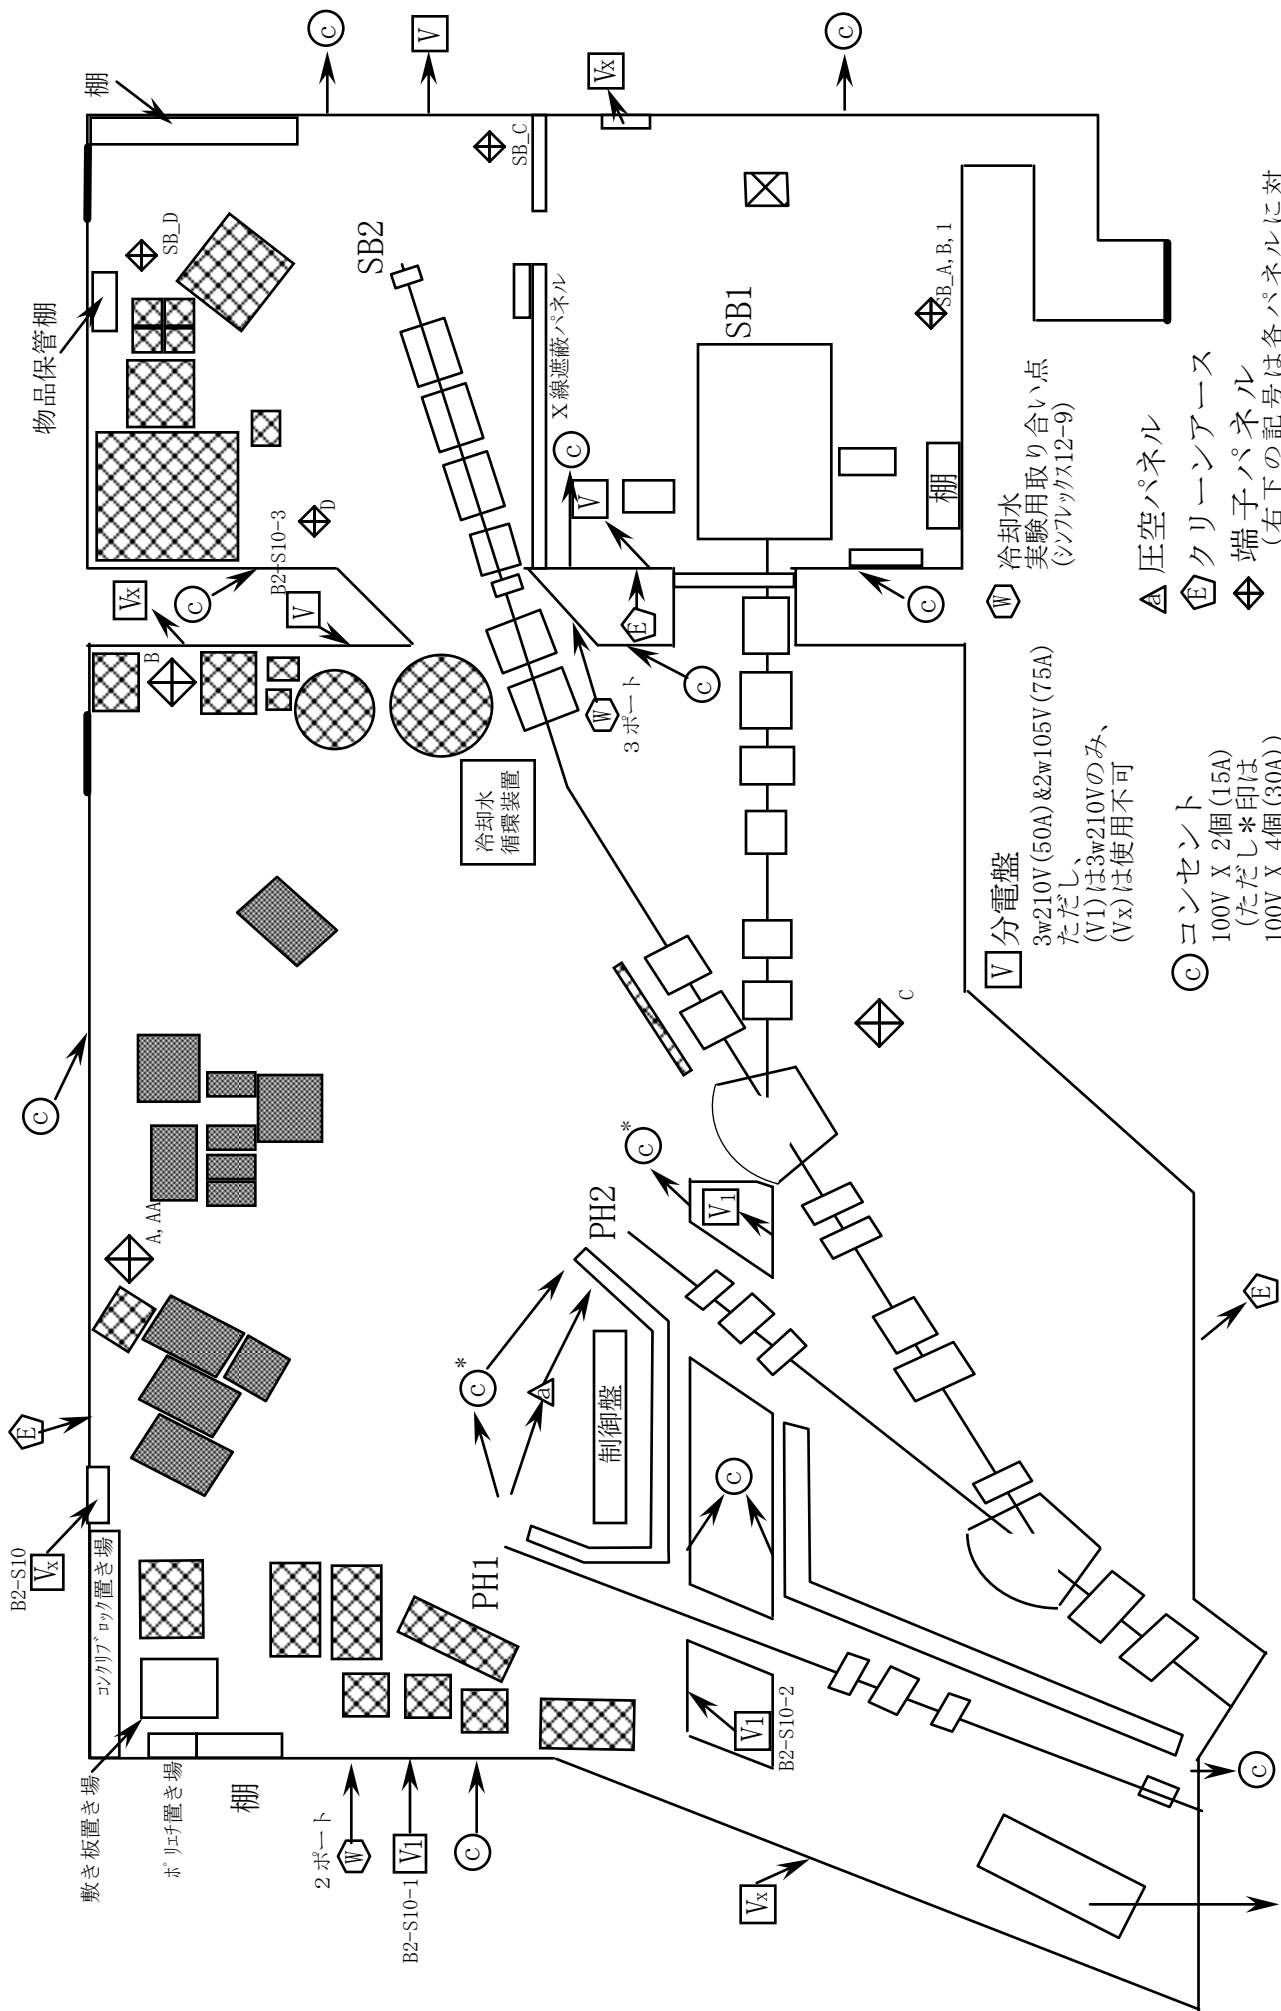 棚
c
V
Vx
c
物品保管棚
SB_D
SB_C
SB2
X線遮蔽パネル
SB1
SB_A,B,1
棚
c
V
E
c
D
B2-S10-3
Vx
c
V
B
W
3ポート
c
冷却水
循環装置
C
c
A,AA
PH2
c*
V1
E
c*
a
制御盤
c
E
B2-S10
Vx
コンクリブロック置き場
敷き板置き場
ポリエチ置き場
棚
PH1
V1
B2-S10-2
2ポート
W
B2-S10-1
V1
c
Vx
c
V 分電盤
3w210V(50A)&2w105V(75A)
ただし、
(V1)は3w210Vのみ、
(Vx)は使用不可
c コンセント
100V X 2個(15A)
(ただし*印は
100V X 4個(30A))
W 冷却水
実験用取り合い点
(シンフレックス12-9)
a 圧空パネル
E クリーンアース
端子パネル
(右下の記号は各パネルに対